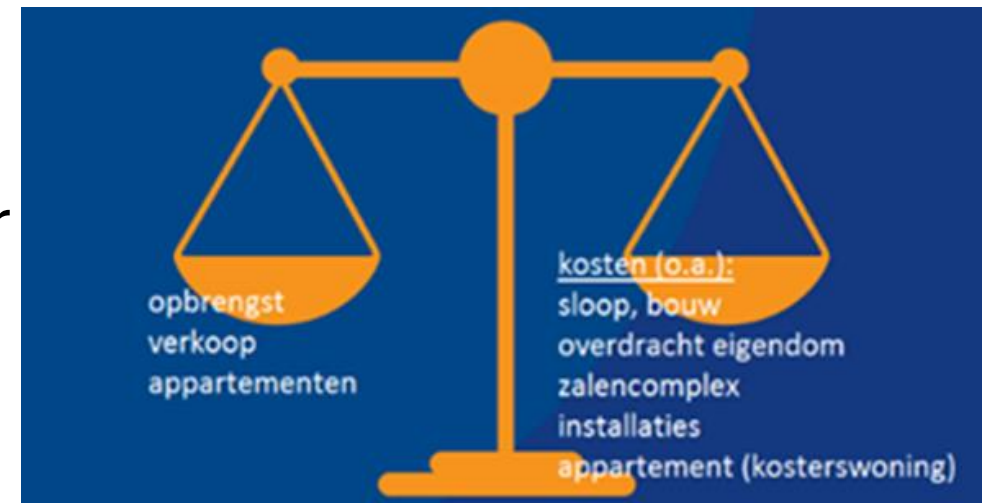 r
opbrengst
verkoop
appartementen
kosten (o.a.):
sloop, bouw
overdracht eigendom
zalencomplex
installaties
appartement (kosterswoning)